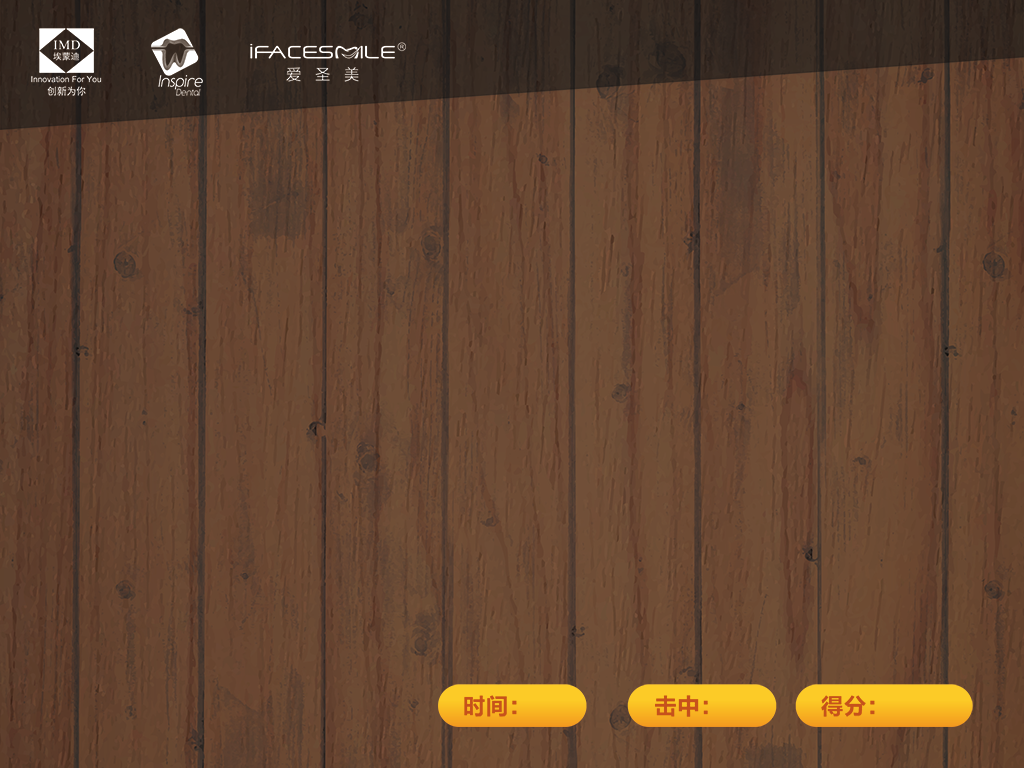 IMD
埃蒙迪
Innovation For You
创新为你
Inspire
Dental
iFACESMILE®
爱圣美
时间：
击中：
得分：